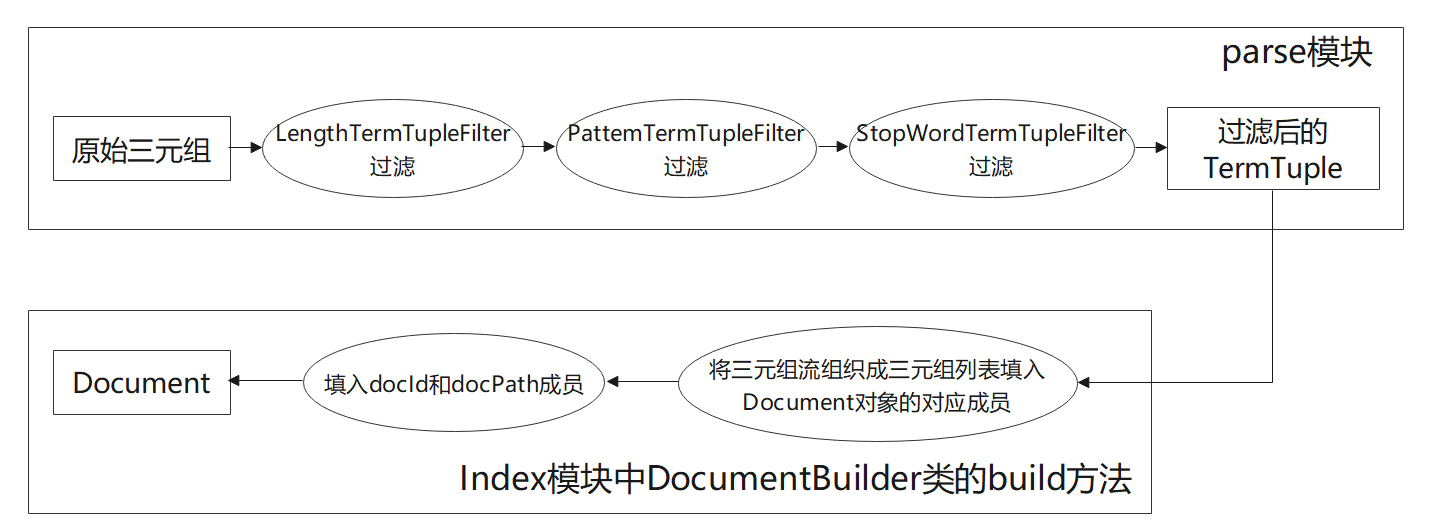 parse模块
原始三元组
LengthTermTupleFilter
过滤
PattemTermTupleFilter
过滤
StopWordTermTupleFilter
过滤
过滤后的
TermTuple
将三元组流组织成三元组列表填入
Document对象的对应成员
填入docId和docPath成员
Document
Index模块中DocumentBuilder类的build方法